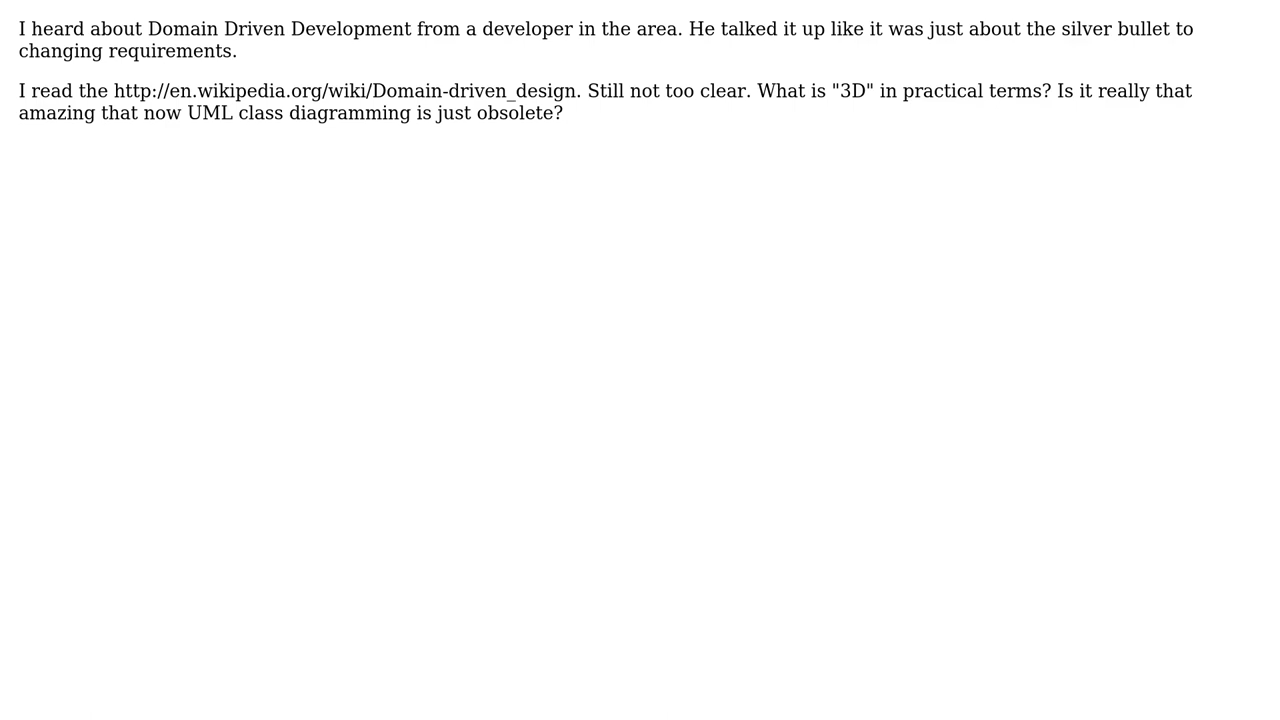 I heard about Domain Driven Development from a developer in the area. He talked it up like it was just about the silver bullet to
changing requirements.
I read the http://en.wikipedia.org/wiki/Domain-driven_design. Still not too clear. What is "3D" in practical terms? Is it really that
amazing that now UML class diagramming is just obsolete?